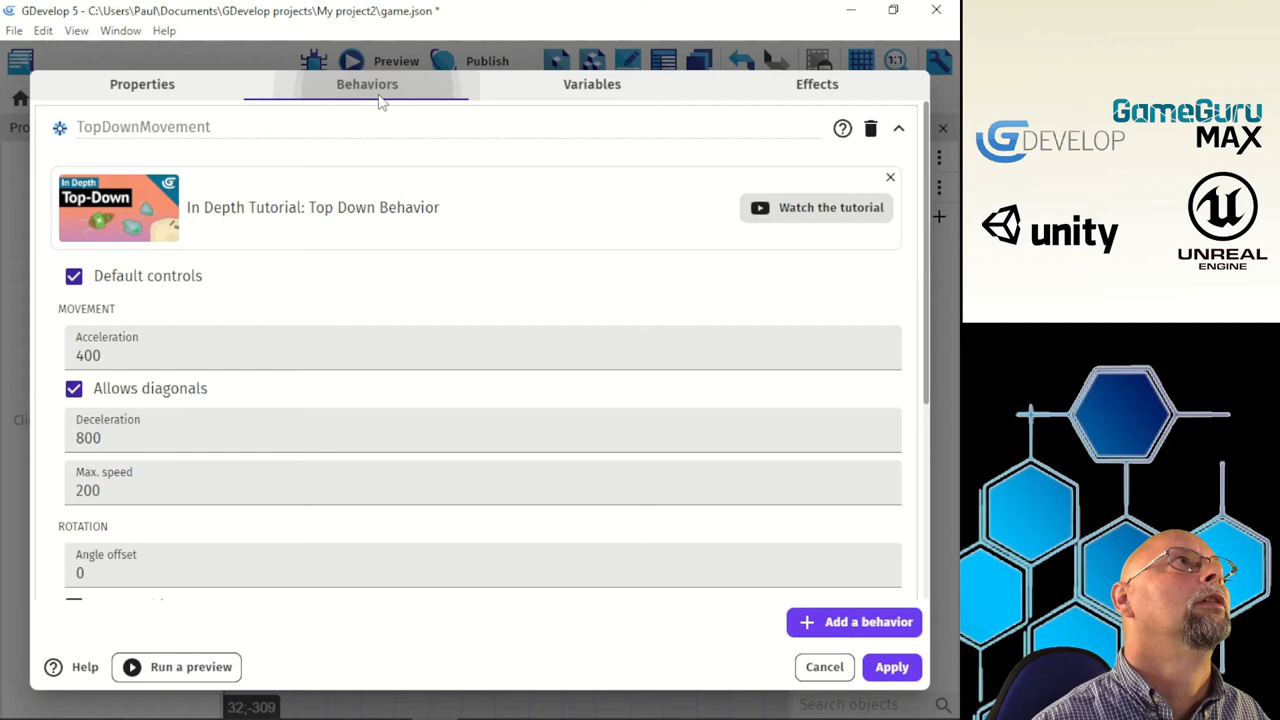 GDevelop 5 - C:\Users\Paul\Documents\GDevelop projects\My project2\game.json *
File Edit View Window Help
Preview
Publish
1:1
Properties
Behaviors
Variables
Effects
TopDownMovement
In Depth
Top-Down
In Depth Tutorial: Top Down Behavior
Watch the tutorial
Default controls
MOVEMENT
Acceleration
400
Allows diagonals
Deceleration
800
Max. speed
200
ROTATION
Angle offset
0
Add a behavior
Help
Run a preview
Cancel
Apply
32;-309
Search objects
GDEVELOP
GameGuru
MAX
unity
UNREAL
ENGINE